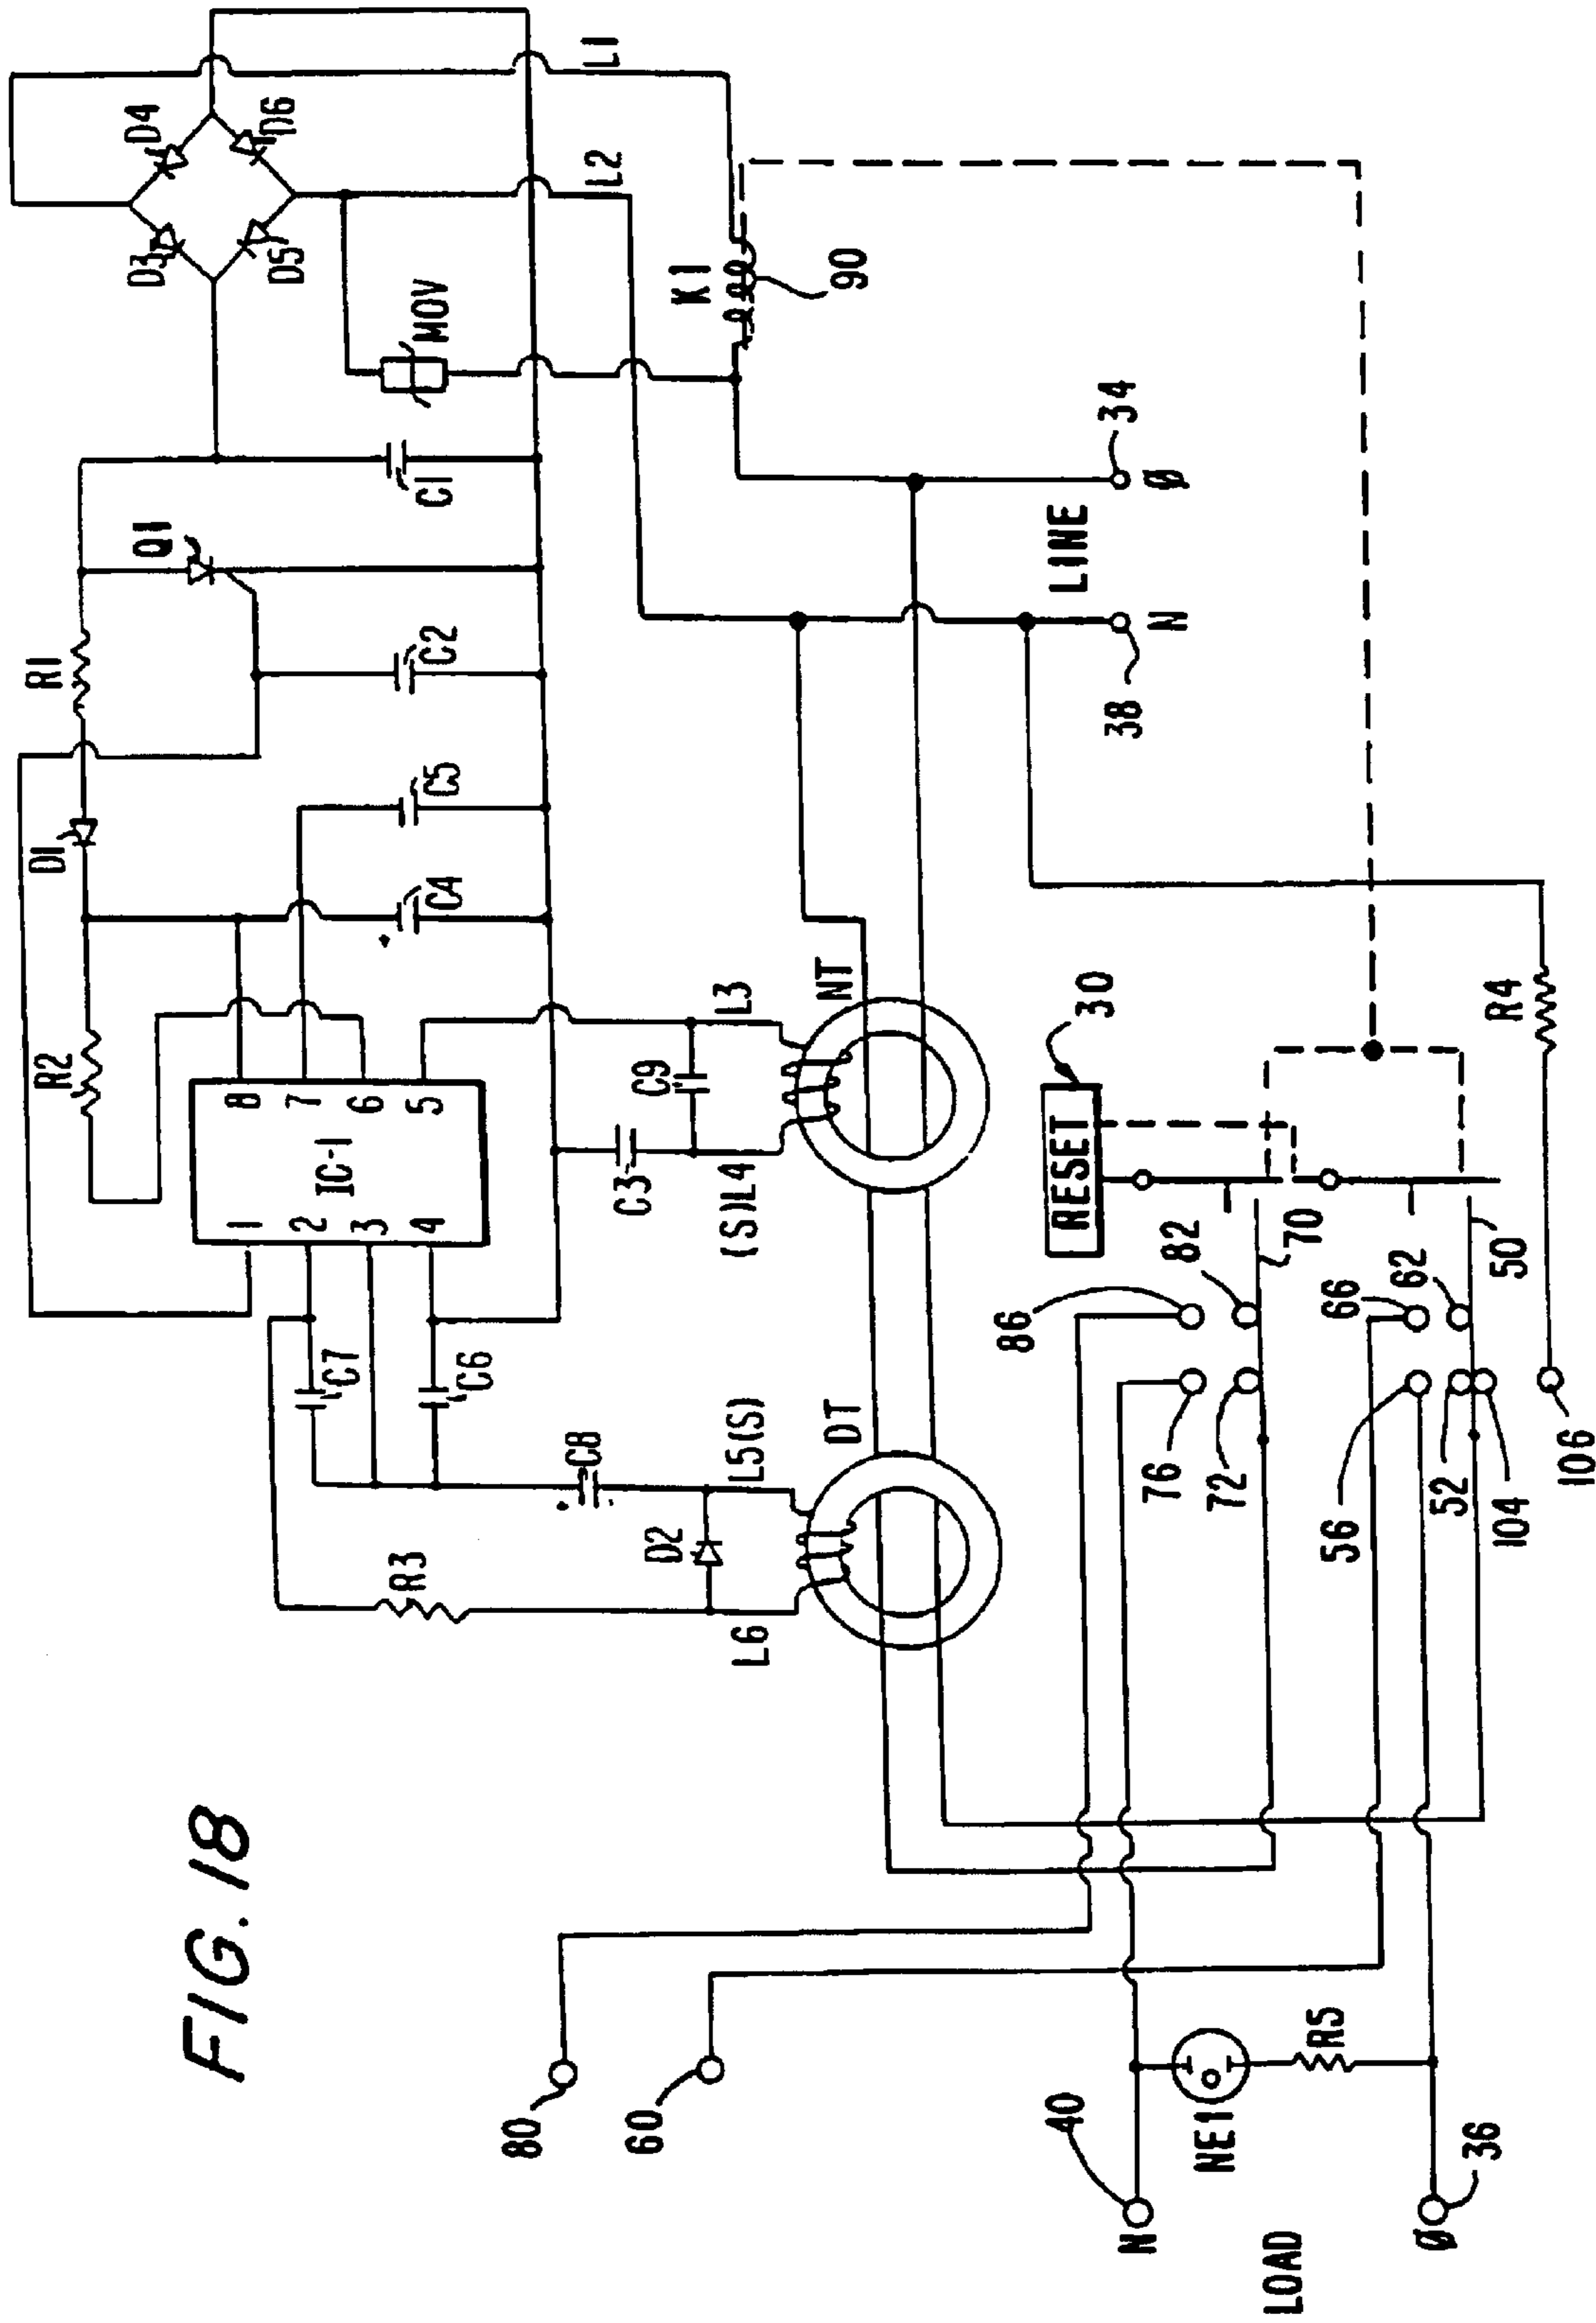 FIG. 18
D4
D6
D3
D5
L1
L2
MOV
K1
90
C1
Q1
R1
C2
D1
C5
C4
R2
8
7
6
5
IC-1
1
2
3
4
C7
C6
C8
R3
D2
L5(S)
L6
C9
C3
L3
(S)L4
NT
DT
34
Ø
LINE
N
38
30
RESET
R4
82
70
86
76
72
62
66
50
56
52
104
106
80
60
40
N
NE1
R5
Ø
36
LOAD